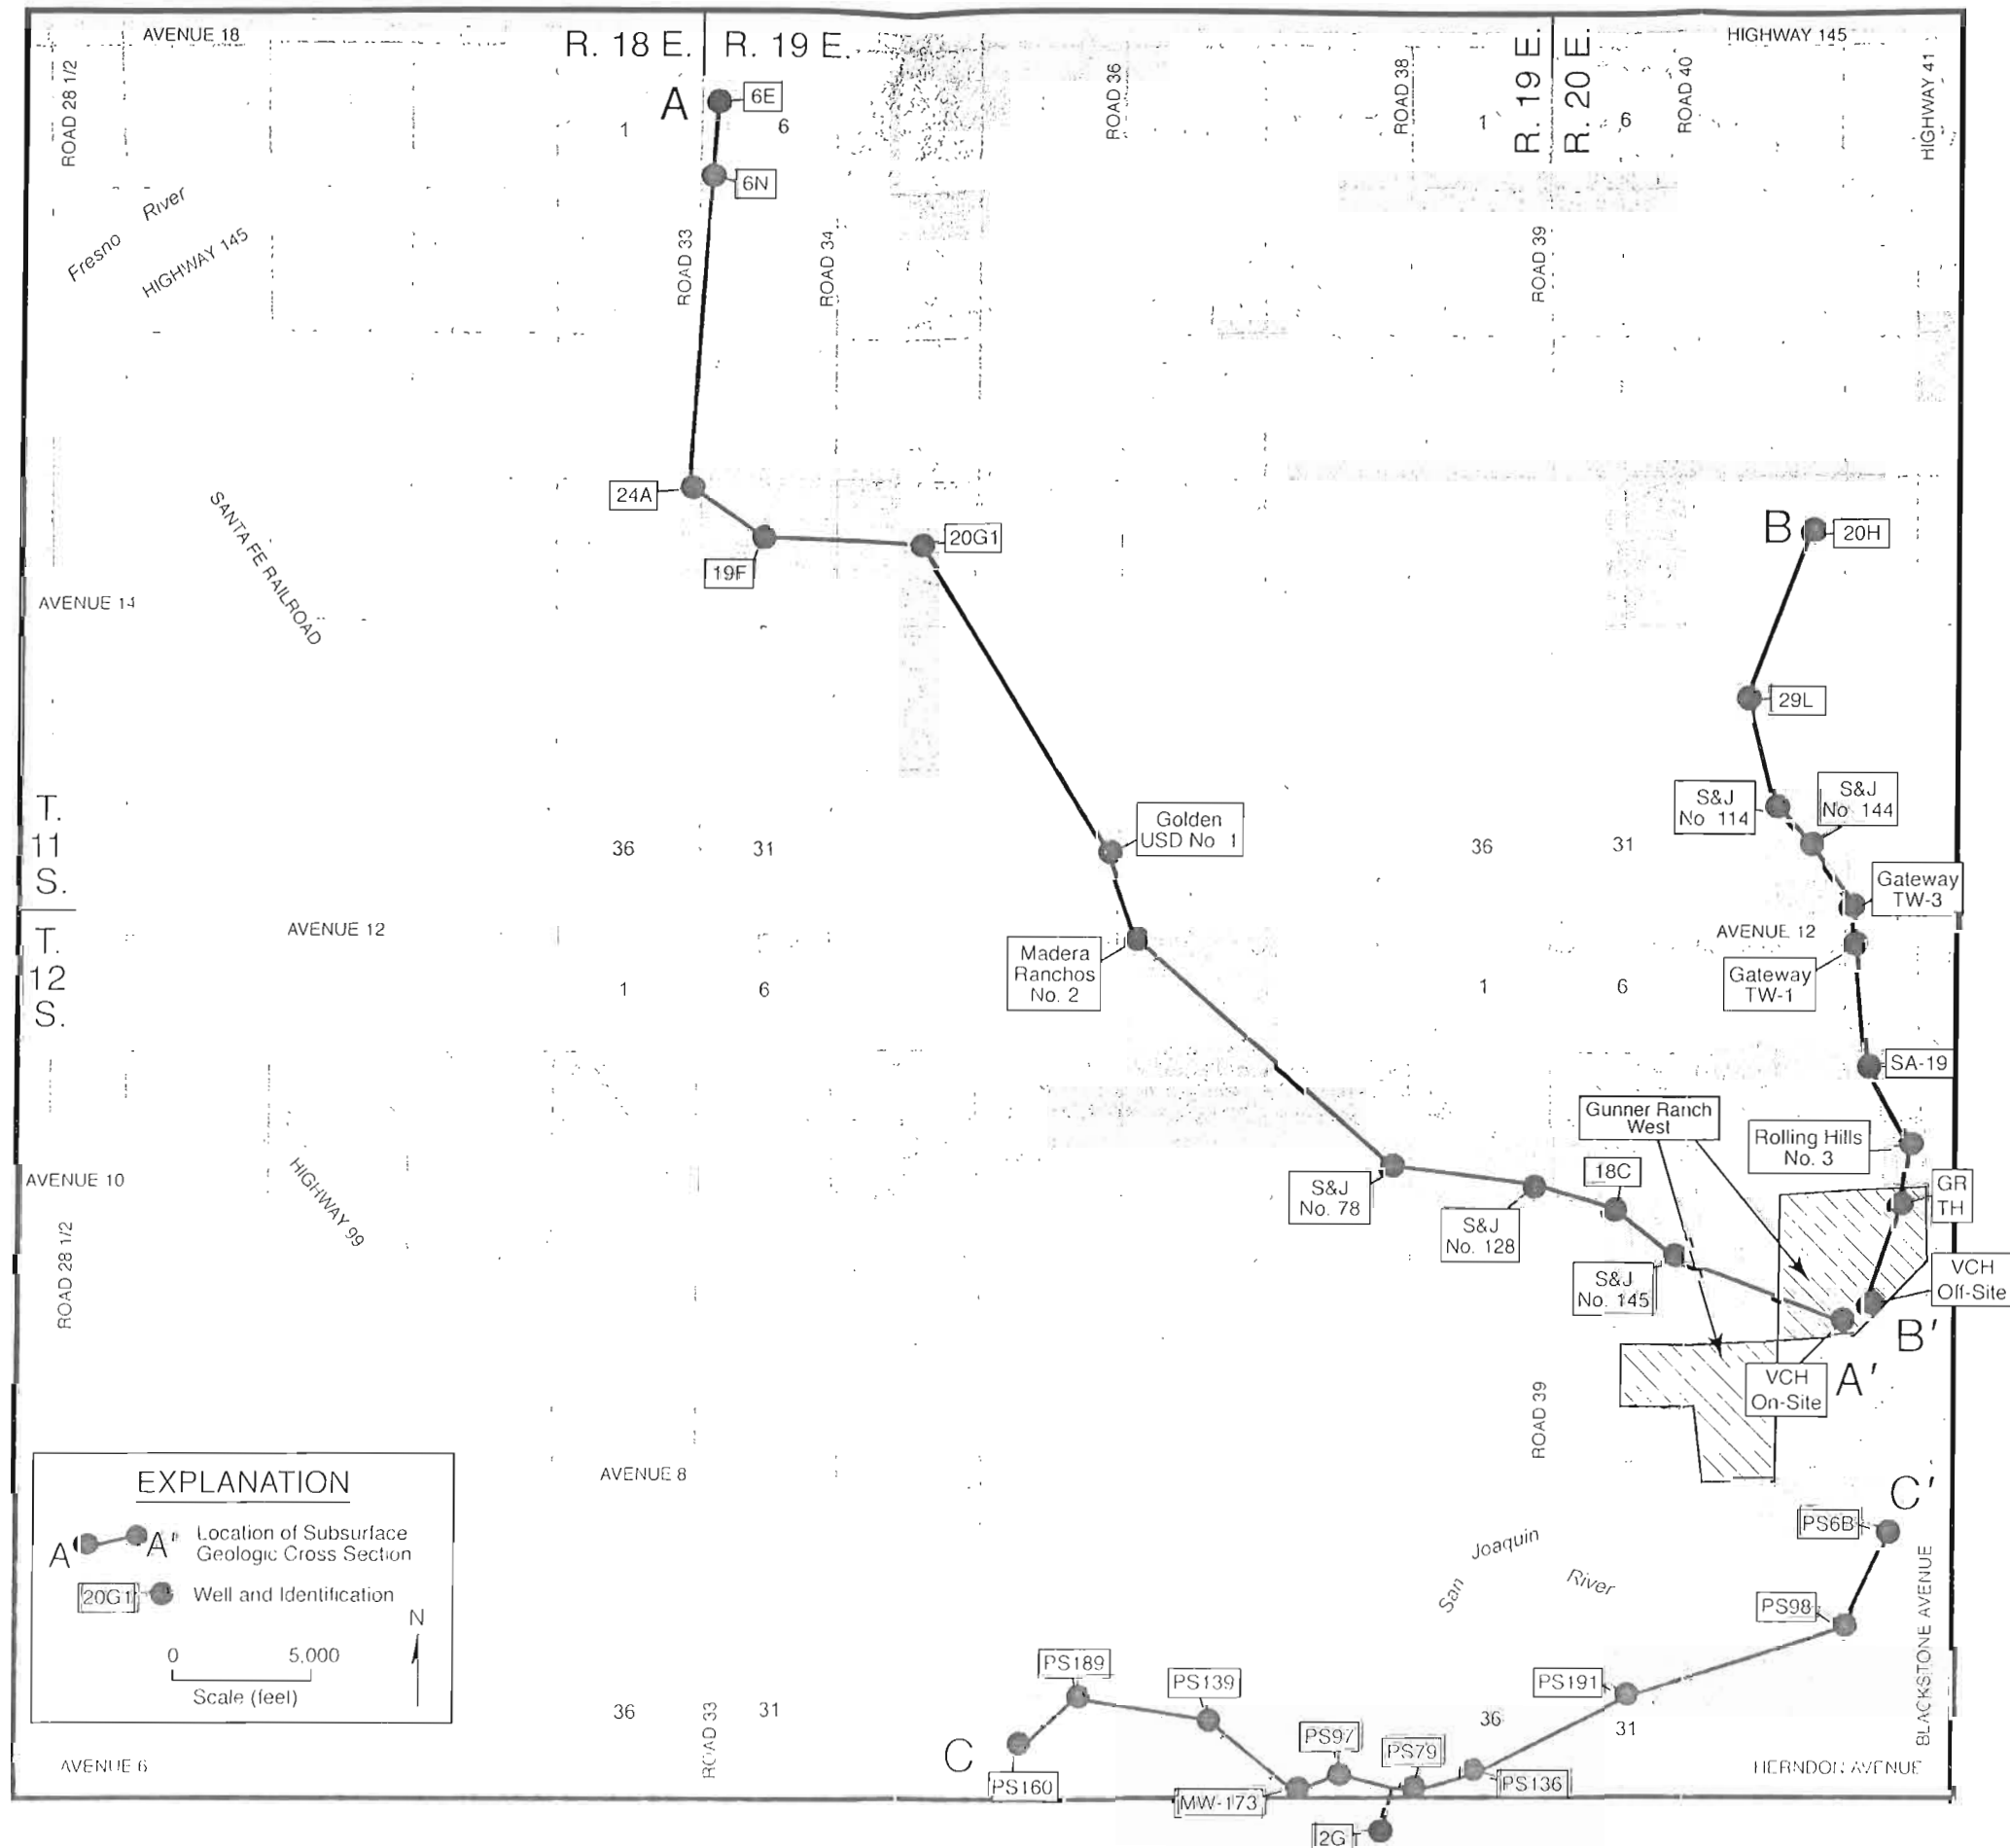 AVENUE 18
R. 18 E.
R. 19 E.
HIGHWAY 145
ROAD 28 1/2
A
6E
1
6
ROAD 36
ROAD 38
1
R. 19 E.
R. 20 E.
6
ROAD 40
HIGHWAY 41
6N
Fresno River
HIGHWAY 145
ROAD 33
ROAD 34
ROAD 39
24A
19F
20G1
B
20H
SANTA FE RAILROAD
AVENUE 14
29L
T.
11
S.
36
31
Golden
USD No 1
36
31
S&J
No 114
S&J
No 144
Gateway
TW-3
T.
12
S.
AVENUE 12
AVENUE 12
Madera
Ranchos
No. 2
1
6
1
6
Gateway
TW-1
SA-19
Gunner Ranch
West
Rolling Hills
No. 3
AVENUE 10
HIGHWAY 99
ROAD 28 1/2
S&J
No. 78
S&J
No. 128
18C
S&J
No. 145
GR
TH
VCH
Off-Site
B'
VCH
On-Site
A'
ROAD 39
AVENUE 8
EXPLANATION
A
A'
Location of Subsurface
Geologic Cross Section
20G1
Well and Identification
N
0
5,000
Scale (feet)
C'
PS6B
San Joaquin River
PS98
BLACKSTONE AVENUE
PS189
PS139
PS191
36
ROAD 33
31
36
31
C
PS160
PS97
PS79
PS136
MW-173
2G
AVENUE 6
HERNDON AVENUE